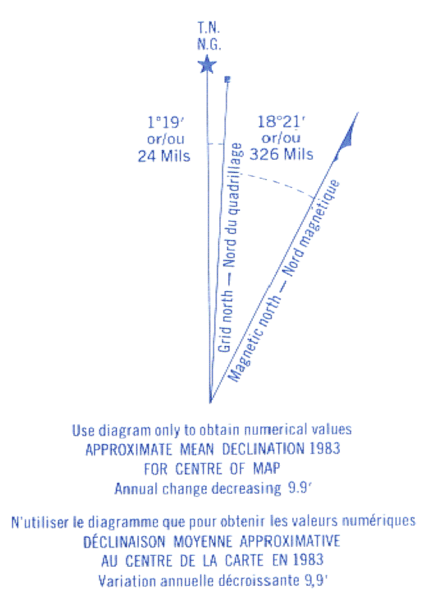 T.N.
N.G.
1°19′
or/ou
24 Mils
18°21′
or/ou
326 Mils
Grid north — Nord du quadrillage
Magnetic north — Nord magnetique
Use diagram only to obtain numerical values
APPROXIMATE MEAN DECLINATION 1983
FOR CENTRE OF MAP
Annual change decreasing 9.9′
N'utiliser le diagramme que pour obtenir les valeurs numériques
DÉCLINAISON MOYENNE APPROXIMATIVE
AU CENTRE DE LA CARTE EN 1983
Variation annuelle décroissante 9,9′